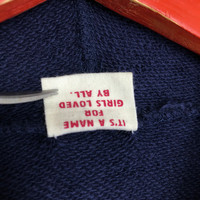 IT'S A NAME
FOR
GIRLS LOVED
BY ALL.